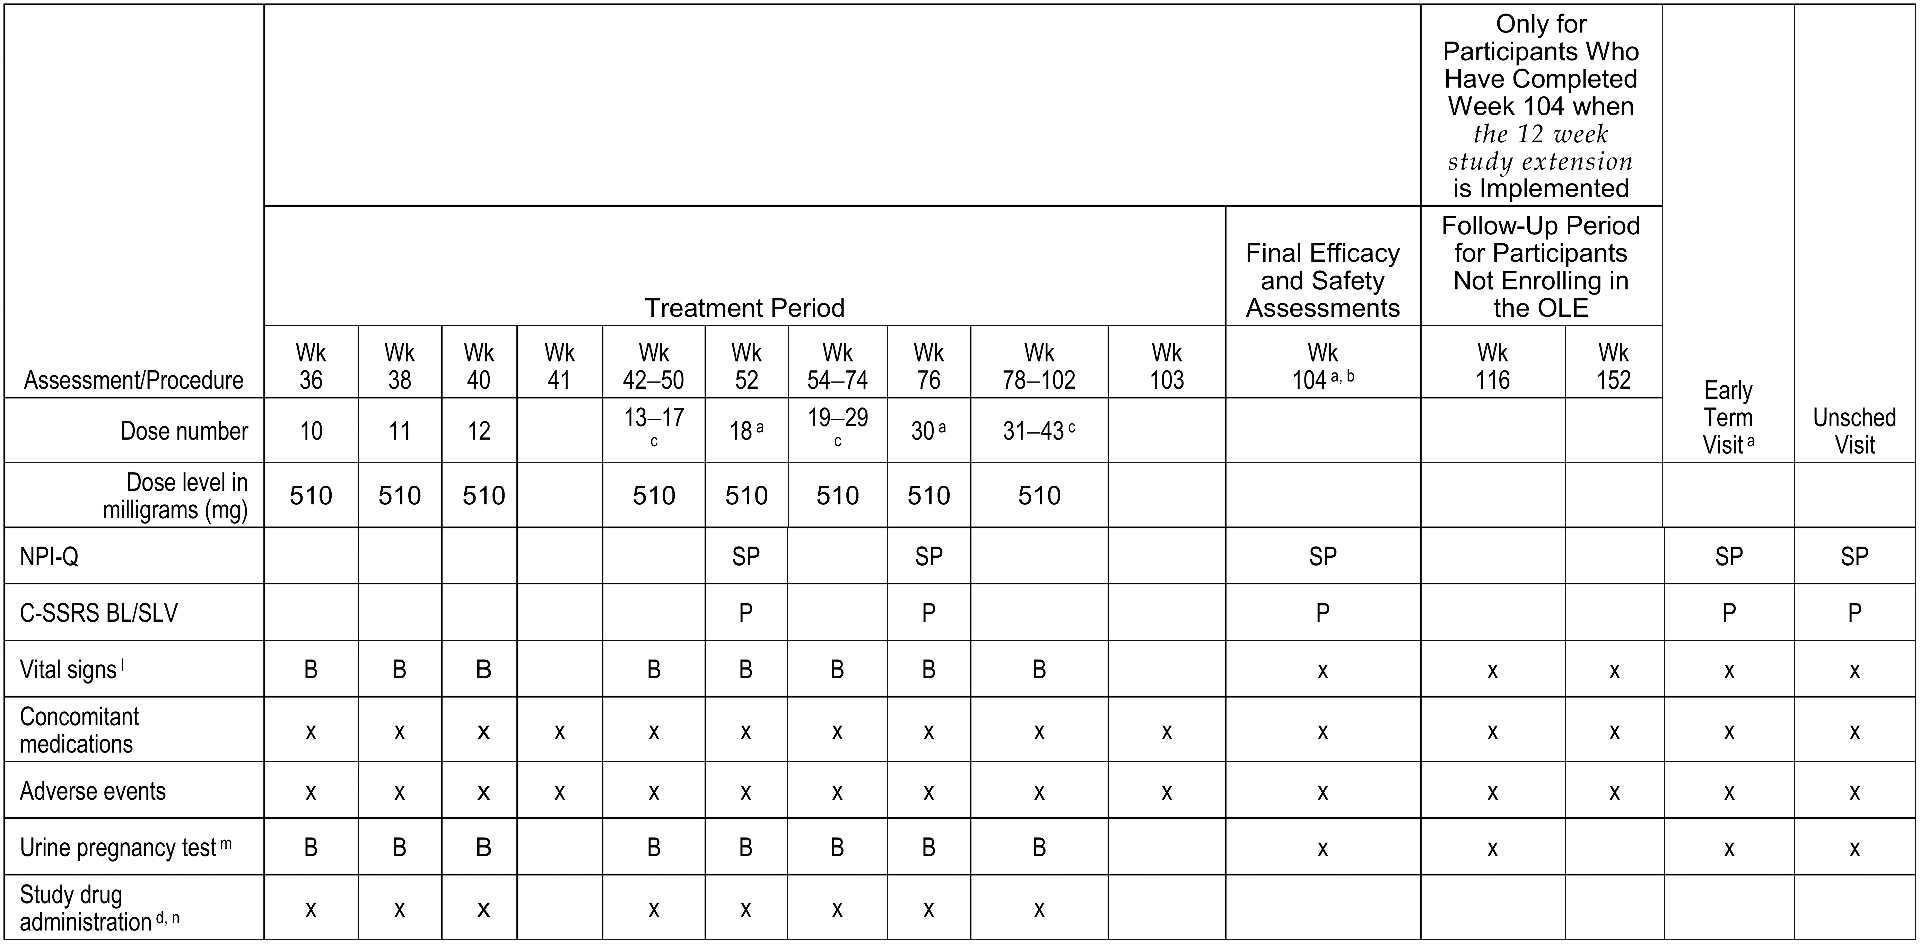 Only for
Participants Who
Have Completed
Week 104 when
the 12 week
study extension
is Implemented
Treatment Period
Final Efficacy
and Safety
Assessments
Follow-Up Period
for Participants
Not Enrolling in
the OLE
Assessment/Procedure
Wk
36
Wk
38
Wk
40
Wk
41
Wk
42–50
Wk
52
Wk
54–74
Wk
76
Wk
78–102
Wk
103
Wk
104 a, b
Wk
116
Wk
152
Early
Term
Visit a
Unsched
Visit
Dose number 10 11 12 13–17 c 18 a 19–29 c 30 a 31–43 c
Dose level in
milligrams (mg) 510 510 510 510 510 510 510 510
NPI-Q SP SP SP SP SP
C-SSRS BL/SLV P P P P P
Vital signs l B B B B B B B B x x x x x
Concomitant
medications x x x x x x x x x x x x x x x
Adverse events x x x x x x x x x x x x x x x
Urine pregnancy test m B B B B B B B B x x x x
Study drug
administration d, n x x x x x x x x